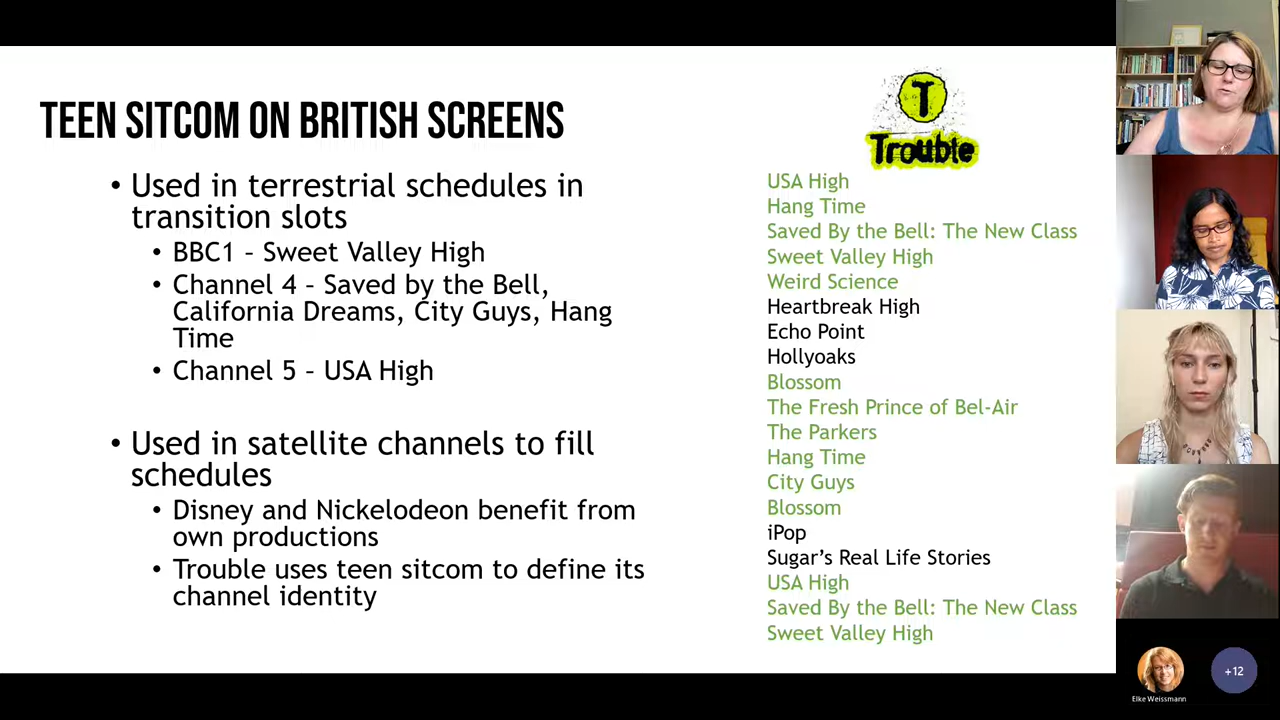 TEEN SITCOM ON BRITISH SCREENS
• Used in terrestrial schedules in
transition slots
• BBC1 – Sweet Valley High
• Channel 4 – Saved by the Bell,
California Dreams, City Guys, Hang
Time
• Channel 5 – USA High
• Used in satellite channels to fill
schedules
• Disney and Nickelodeon benefit from
own productions
• Trouble uses teen sitcom to define its
channel identity
T
Trouble
USA High
Hang Time
Saved By the Bell: The New Class
Sweet Valley High
Weird Science
Heartbreak High
Echo Point
Hollyoaks
Blossom
The Fresh Prince of Bel-Air
The Parkers
Hang Time
City Guys
Blossom
iPop
Sugar’s Real Life Stories
USA High
Saved By the Bell: The New Class
Sweet Valley High
Elke Weissmann
+12